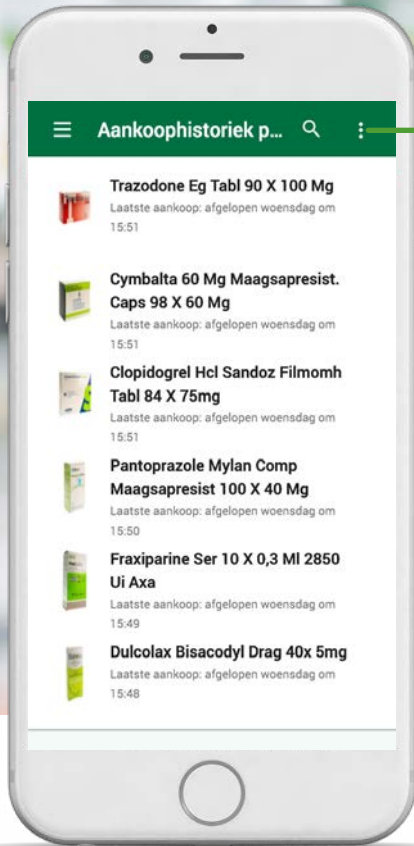 Aankoophistoriek p...
Trazodone Eg Tabl 90 X 100 Mg
Laatste aankoop: afgelopen woensdag om
15:51
Cymbalta 60 Mg Maagsapresist.
Caps 98 X 60 Mg
Laatste aankoop: afgelopen woensdag om
15:51
Clopidogrel Hcl Sandoz Filmomh
Tabl 84 X 75mg
Laatste aankoop: afgelopen woensdag om
15:51
Pantoprazole Mylan Comp
Maagsapresist 100 X 40 Mg
Laatste aankoop: afgelopen woensdag om
15:50
Fraxiparine Ser 10 X 0,3 Ml 2850
Ui Axa
Laatste aankoop: afgelopen woensdag om
15:49
Dulcolax Bisacodyl Drag 40x 5mg
Laatste aankoop: afgelopen woensdag om
15:48